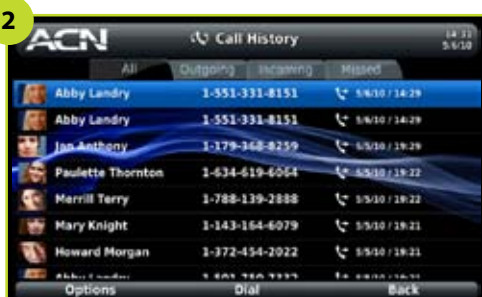 2
ACN Call History 14:31
5/6/10
All Outgoing Incoming Missed
Abby Landry 1-551-331-8151 5/6/10 / 14:29
Abby Landry 1-551-331-8151 5/6/10 / 14:29
Jan Anthony 1-179-368-8259 5/5/10 / 19:29
Paulette Thornton 1-634-619-6064 5/5/10 / 19:22
Merrill Terry 1-788-139-2888 5/5/10 / 19:22
Mary Knight 1-143-164-6079 5/5/10 / 19:21
Howard Morgan 1-372-454-2022 5/5/10 / 19:21
Abby Landry
Options Dial Back